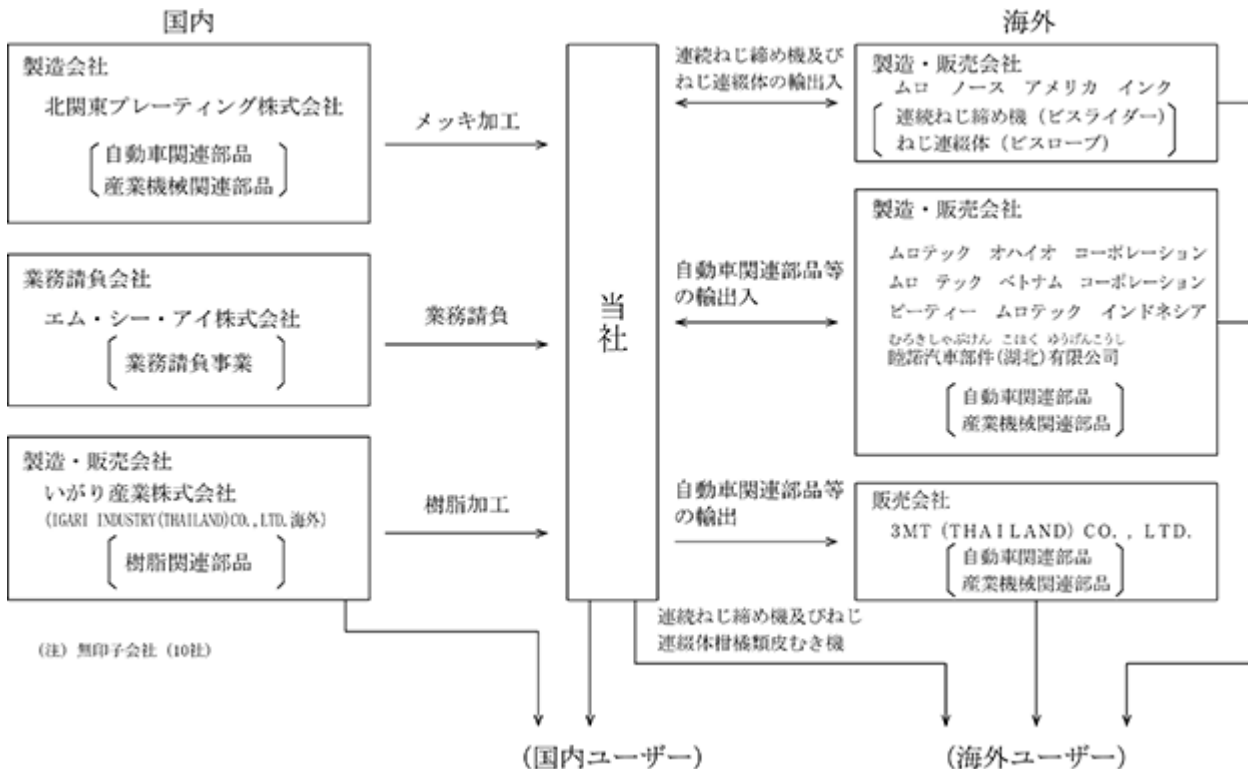 国内
製造会社
北関東プレーティング株式会社
自動車関連部品
産業機械関連部品
メッキ加工
業務請負会社
エム・シー・アイ株式会社
業務請負事業
業務請負
製造・販売会社
いがり産業株式会社
(IGARI INDUSTRY(THAILAND)CO.,LTD.海外)
樹脂関連部品
樹脂加工
(注) 無印子会社 (10社)
当社
海外
連続ねじ締め機及び
ねじ連綴体の輸出入
製造・販売会社
ムロ ノース アメリカ インク
連続ねじ締め機（ビスライダー）
ねじ連綴体（ビスロープ）
自動車関連部品等
の輸出入
製造・販売会社
ムロテック オハイオ コーポレーション
ムロ テック ベトナム コーポレーション
ピーティー ムロテック インドネシア
むろきしゃぶけん こほく ゆうげんこうし
睦諾汽車部件(湖北)有限公司
自動車関連部品
産業機械関連部品
自動車関連部品等
の輸出
販売会社
3MT (THAILAND) CO., LTD.
自動車関連部品
産業機械関連部品
連続ねじ締め機及びねじ
連綴体柑橘類皮むき機
(国内ユーザー)
(海外ユーザー)